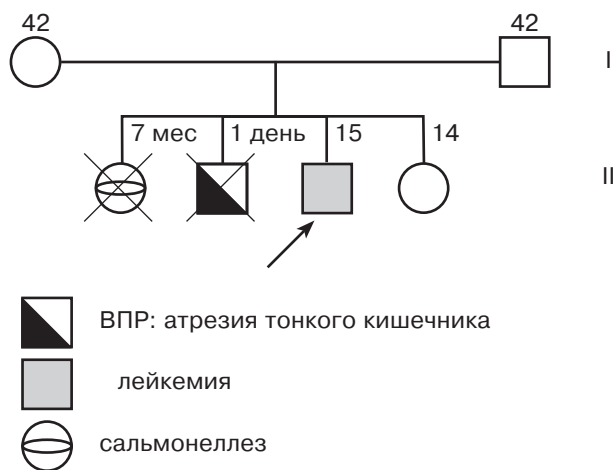 42 42
I
7 мес 1 день 15 14
II
ВПР: атрезия тонкого кишечника
лейкемия
сальмонеллез